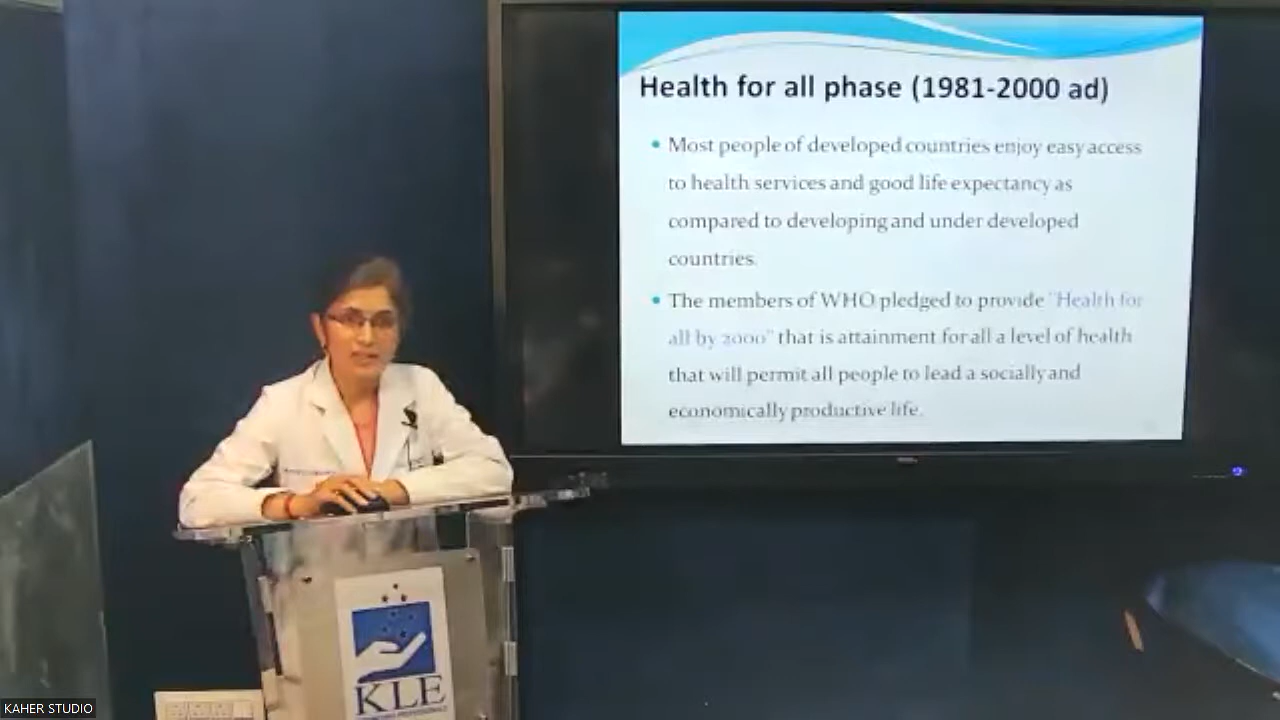 Health for all phase (1981-2000 ad)
• Most people of developed countries enjoy easy access
to health services and good life expectancy as
compared to developing and under developed
countries.
• The members of WHO pledged to provide "Health for
all by 2000" that is attainment for all a level of health
that will permit all people to lead a socially and
economically productive life.
KLE
KAHER STUDIO